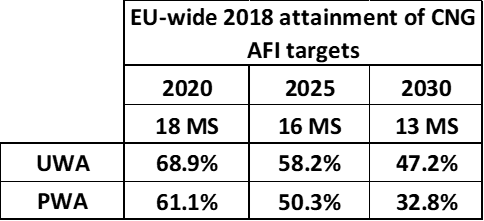 EU-wide 2018 attainment of CNG
AFI targets
2020 2025 2030
18 MS 16 MS 13 MS
UWA 68.9% 58.2% 47.2%
PWA 61.1% 50.3% 32.8%